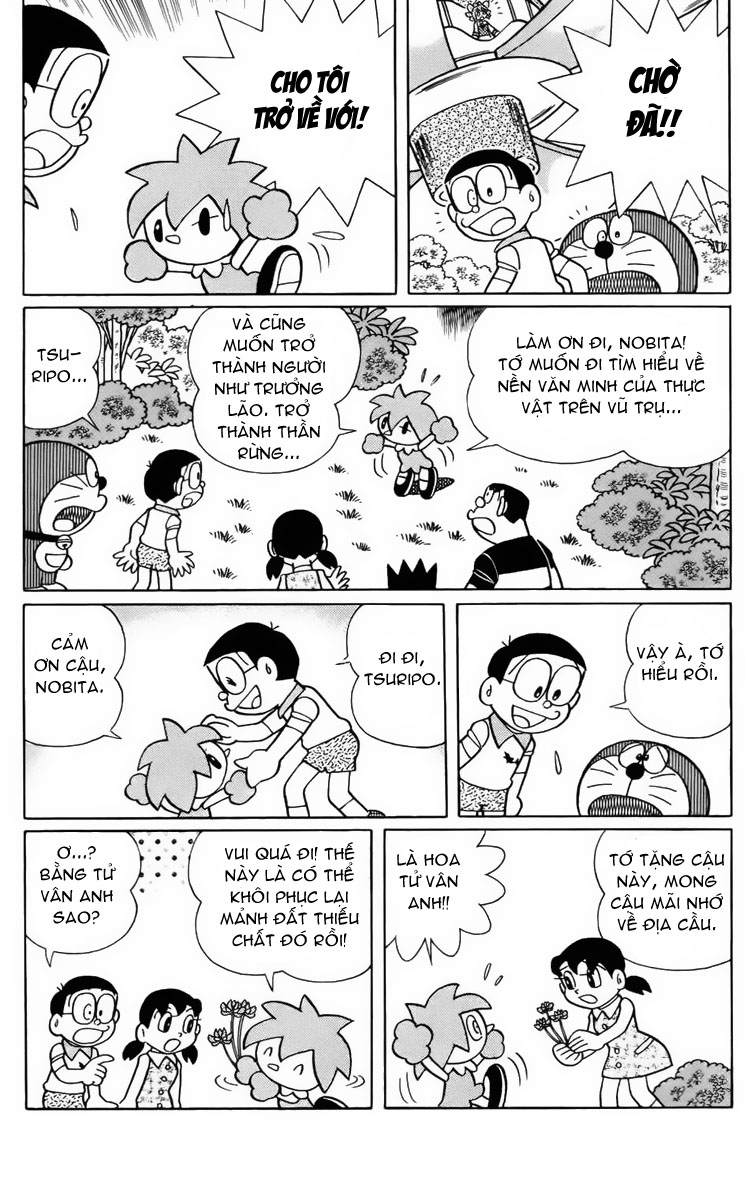 CHỜ
ĐÃ!!
CHO TÔI
TRỞ VỀ VỚI!
LÀM ƠN ĐI, NOBITA!
TỚ MUỐN ĐI TÌM HIỂU VỀ
NỀN VĂN MINH CỦA THỰC
VẬT TRÊN VŨ TRỤ...
VÀ CŨNG
MUỐN TRỞ
THÀNH NGƯỜI
NHƯ TRƯỞNG
LÃO. TRỞ
THÀNH THẦN
RỪNG...
TSU-
RIPO...
VẬY À, TỚ
HIỂU RỒI.
ĐI ĐI,
TSURIPO.
CẢM
ƠN CẬU,
NOBITA.
TỚ TẶNG CẬU
NÀY, MONG
CẬU MÃI NHỚ
VỀ ĐỊA CẦU.
LÀ HOA
TỬ VÂN
ANH!!
VUI QUÁ ĐI! THẾ
NÀY LÀ CÓ THỂ
KHÔI PHỤC LẠI
MẢNH ĐẤT THIẾU
CHẤT ĐÓ RỒI!
Ơ...?
BẰNG TỬ
VÂN ANH
SAO?